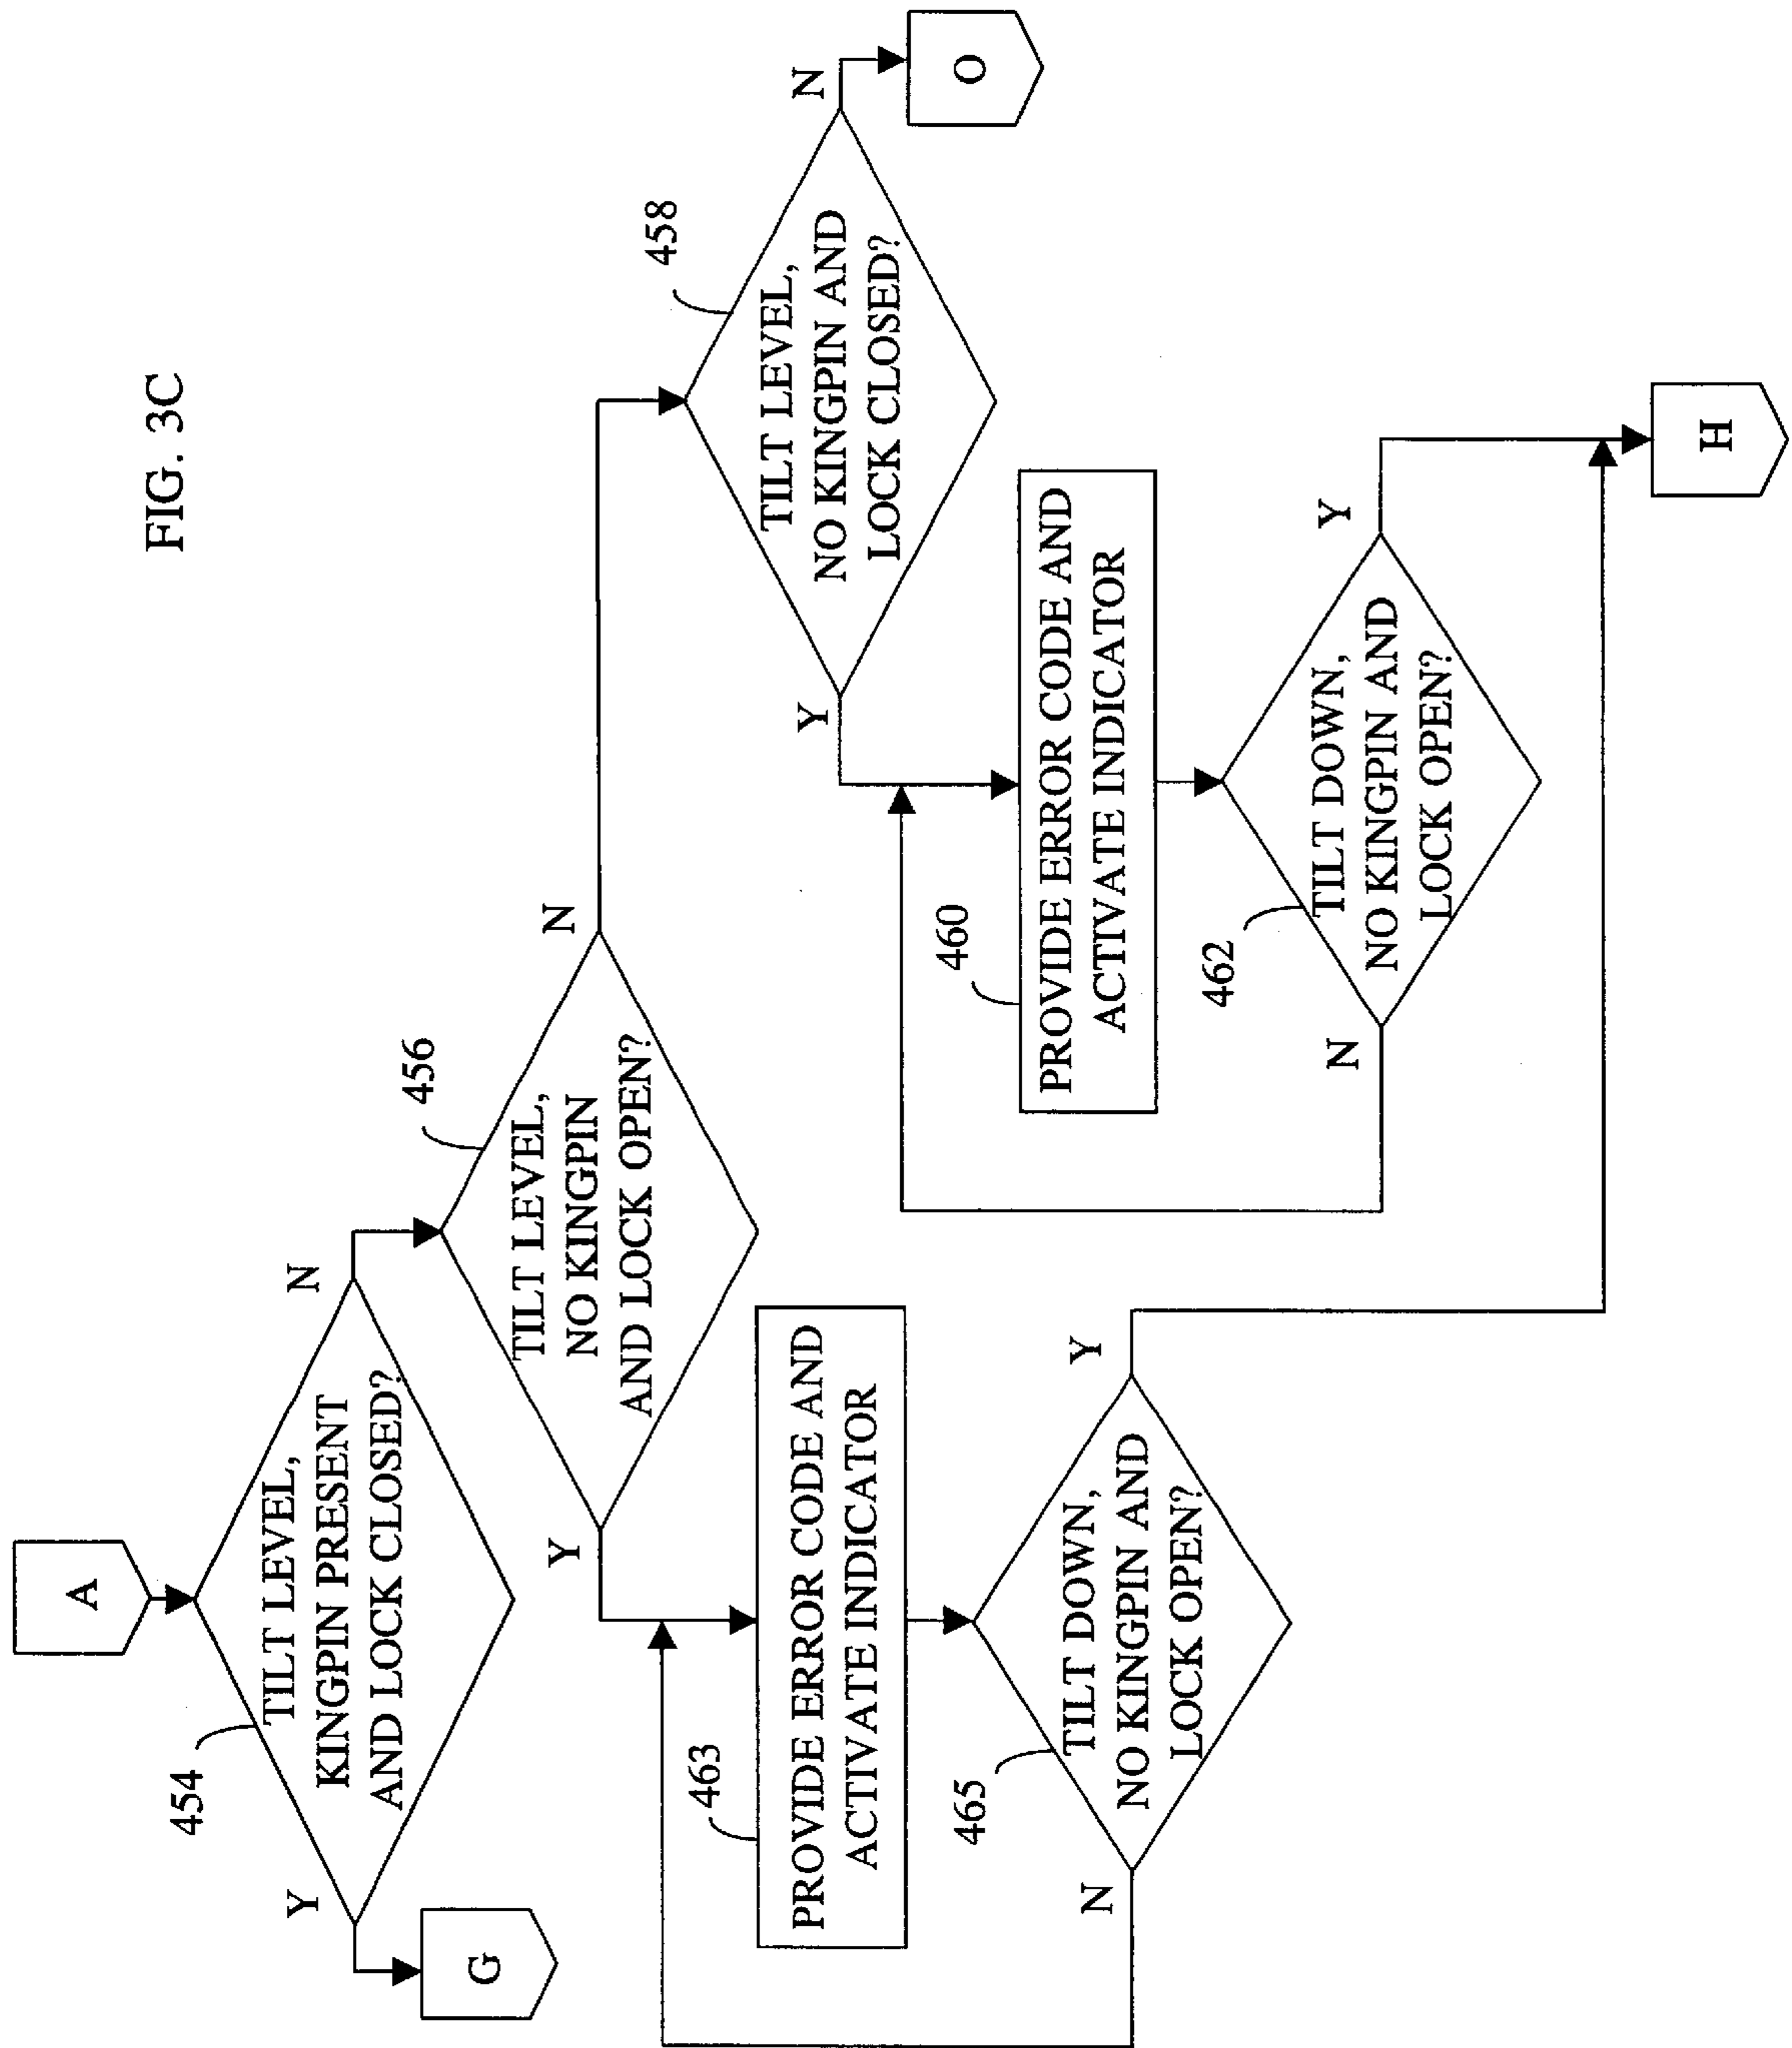 FIG. 3C
A
454
TILT LEVEL,
KINGPIN PRESENT
AND LOCK CLOSED?
Y
N
G
456
TILT LEVEL,
NO KINGPIN
AND LOCK OPEN?
Y
N
458
TILT LEVEL,
NO KINGPIN AND
LOCK CLOSED?
Y
N
O
463
PROVIDE ERROR CODE AND
ACTIVATE INDICATOR
465
TILT DOWN,
NO KINGPIN AND
LOCK OPEN?
N
Y
460
PROVIDE ERROR CODE AND
ACTIVATE INDICATOR
462
TILT DOWN,
NO KINGPIN AND
LOCK OPEN?
N
Y
H